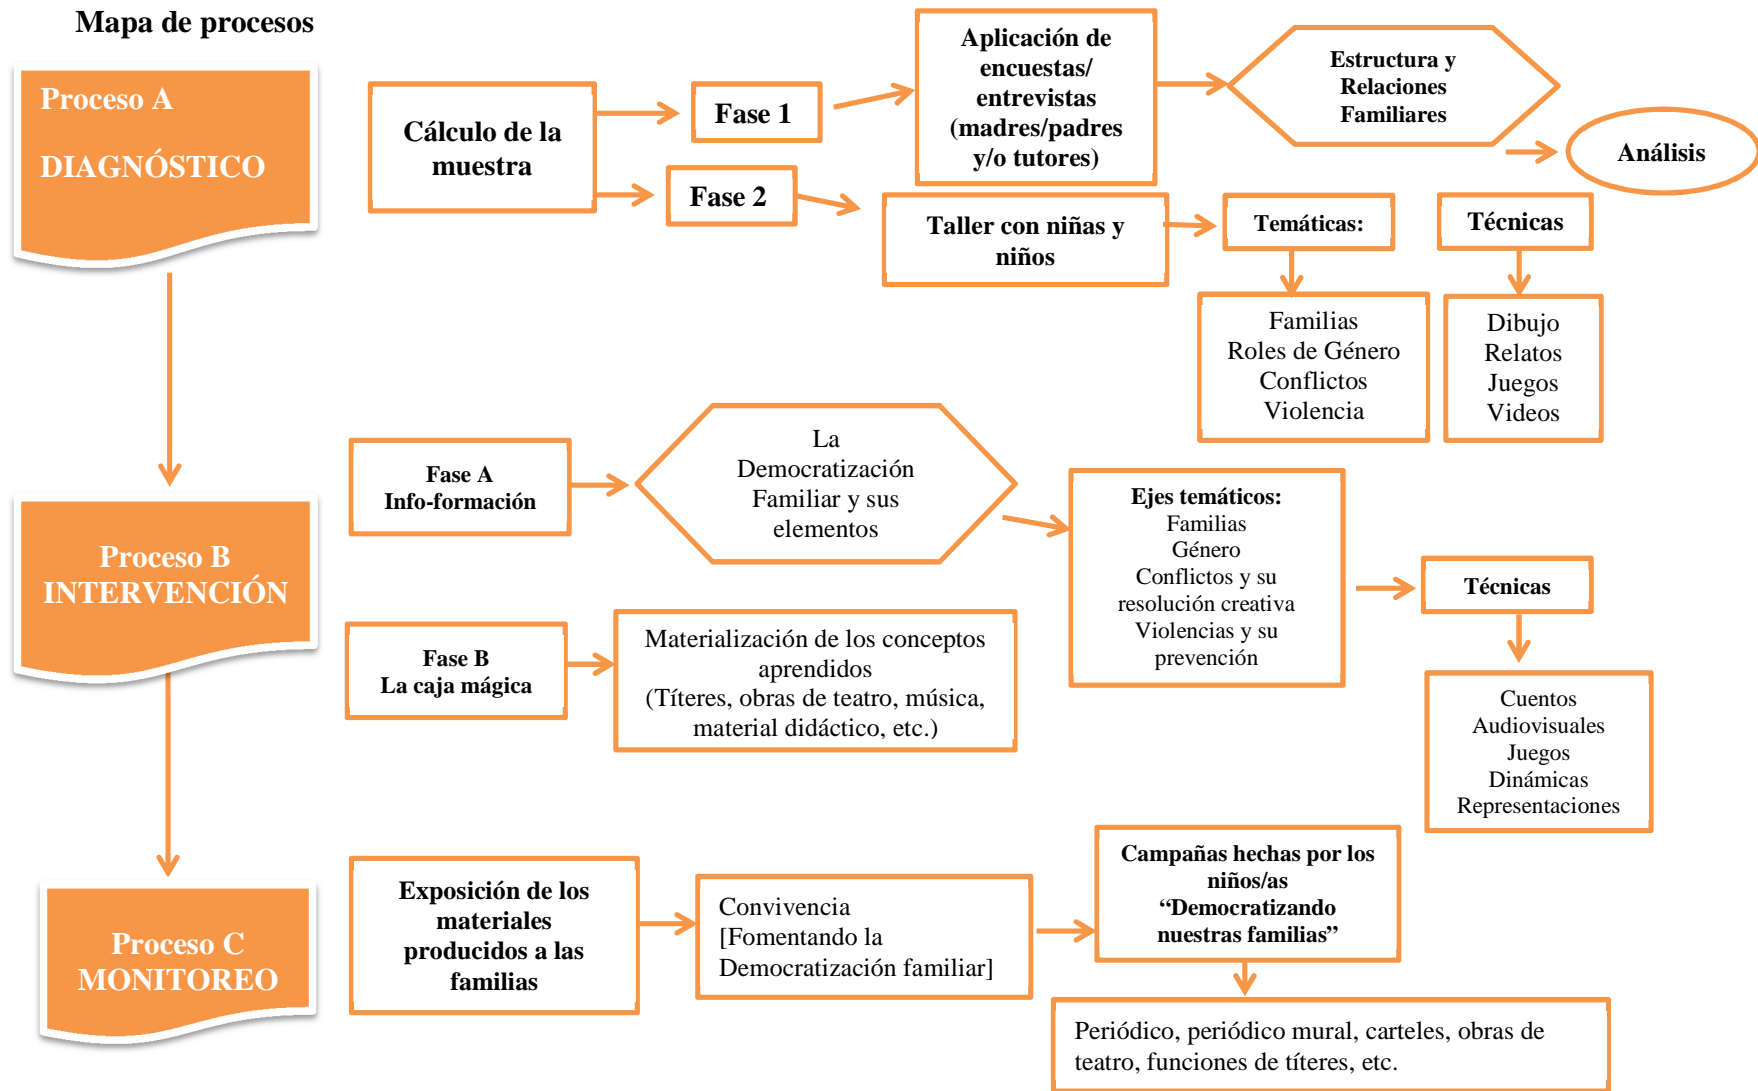 Mapa de procesos
Proceso A
DIAGNÓSTICO
Cálculo de la
muestra
Fase 1
Aplicación de
encuestas/
entrevistas
(madres/padres
y/o tutores)
Estructura y
Relaciones
Familiares
Análisis
Fase 2
Taller con niñas y
niños
Temáticas:
Técnicas
Familias
Roles de Género
Conflictos
Violencia
Dibujo
Relatos
Juegos
Videos
Proceso B
INTERVENCIÓN
Fase A
Info-formación
La
Democratización
Familiar y sus
elementos
Ejes temáticos:
Familias
Género
Conflictos y su
resolución creativa
Violencias y su
prevención
Técnicas
Cuentos
Audiovisuales
Juegos
Dinámicas
Representaciones
Fase B
La caja mágica
Materialización de los conceptos
aprendidos
(Títeres, obras de teatro, música,
material didáctico, etc.)
Proceso C
MONITOREO
Exposición de los
materiales
producidos a las
familias
Convivencia
[Fomentando la
Democratización familiar]
Campañas hechas por los
niños/as
“Democratizando
nuestras familias”
Periódico, periódico mural, carteles, obras de
teatro, funciones de títeres, etc.